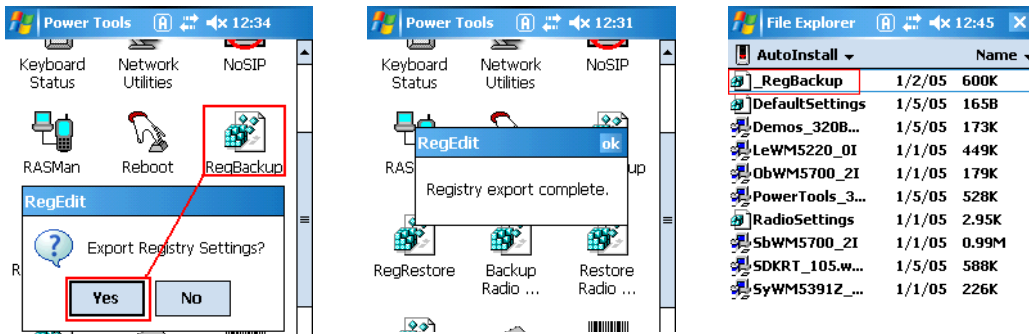 Power Tools 12:34
Keyboard Status
Network Utilities
NoSIP
RASMan
Reboot
RegBackup
RegEdit
Export Registry Settings?
Yes
No
Power Tools 12:31
Keyboard Status
Network Utilities
NoSIP
RAS
up
RegEdit ok
Registry export complete.
RegRestore
Backup Radio ...
Restore Radio ...
File Explorer 12:45
AutoInstall Name
_RegBackup 1/2/05 600K
DefaultSettings 1/5/05 165B
Demos_320B... 1/5/05 173K
LeWM5220_0I 1/1/05 449K
ObWM5700_2I 1/1/05 179K
PowerTools_3... 1/5/05 528K
RadioSettings 1/1/05 2.95K
SbWM5700_2I 1/1/05 0.99M
SDKRT_105.w... 1/5/05 588K
SyWM5391Z_... 1/1/05 226K